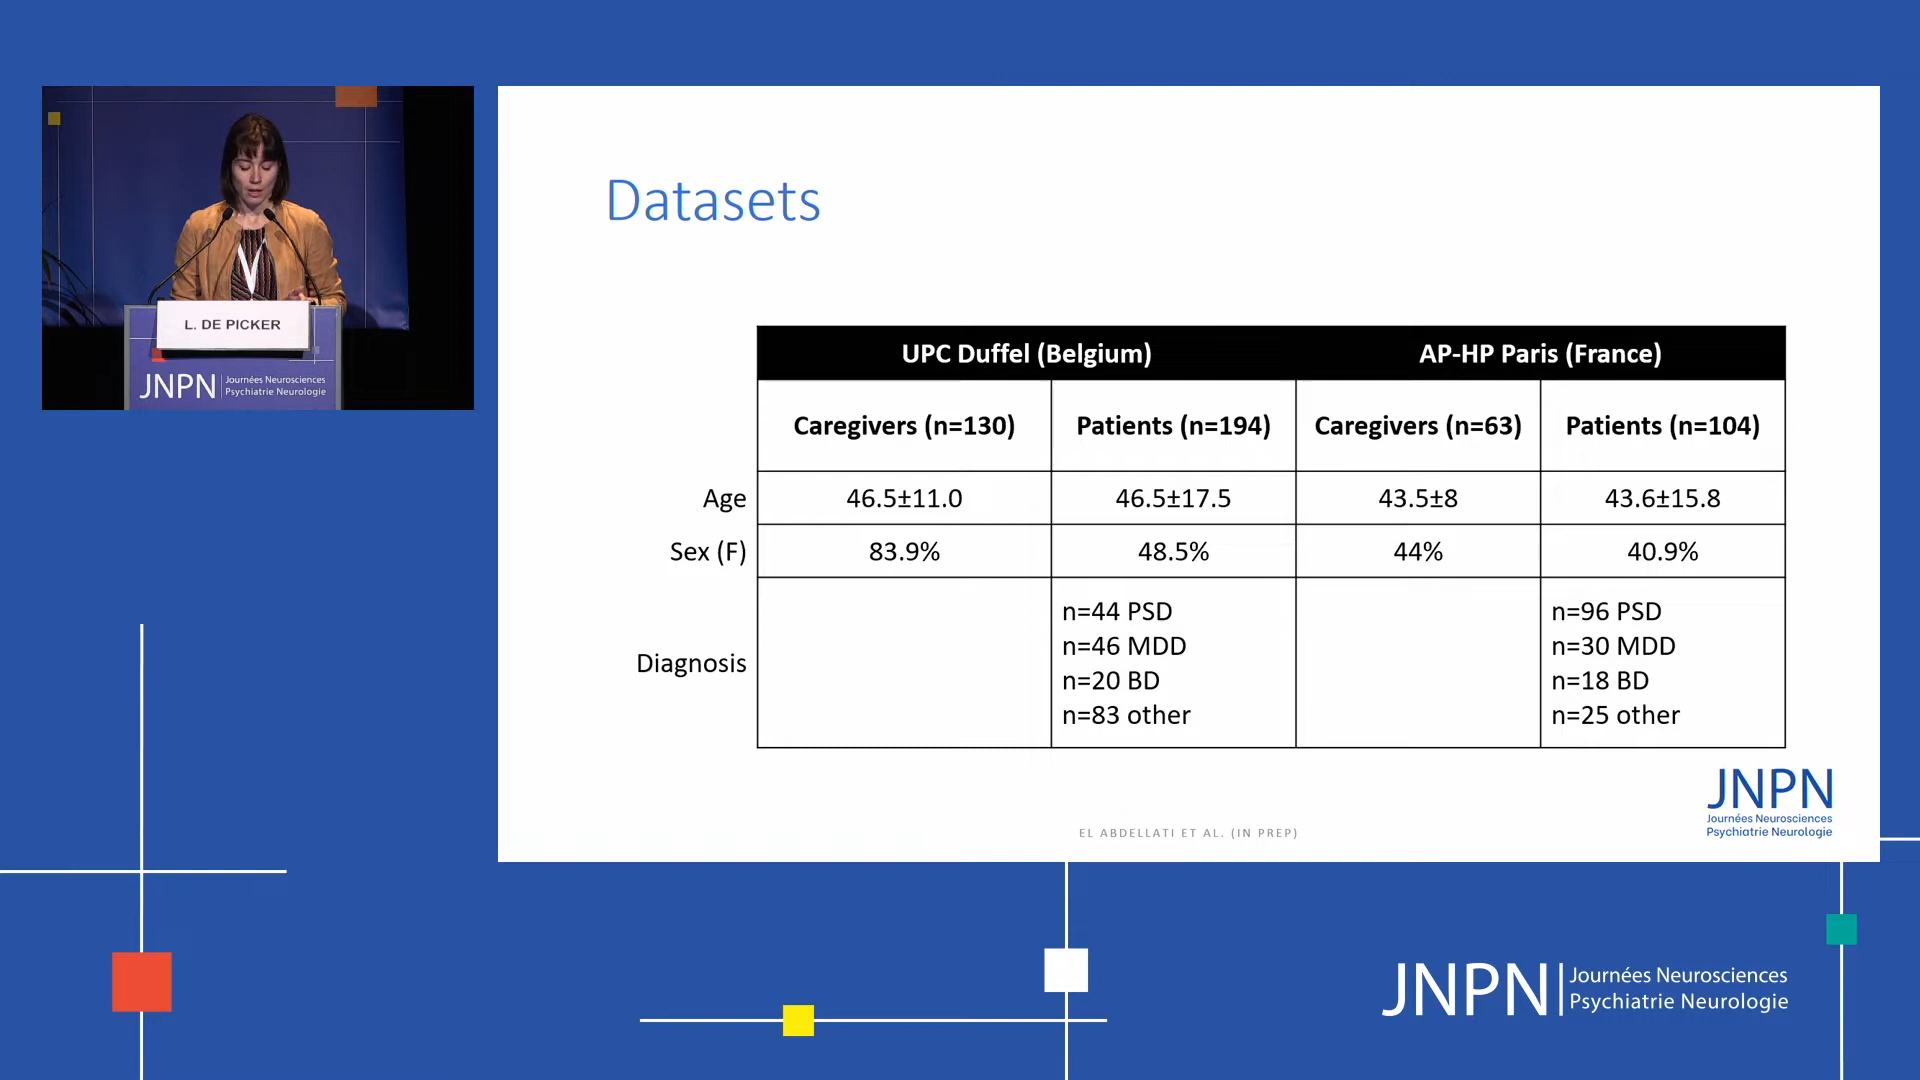 L. DE PICKER
JNPN Journées Neurosciences
Psychiatrie Neurologie
Datasets
UPC Duffel (Belgium) AP-HP Paris (France)
Caregivers (n=130) Patients (n=194) Caregivers (n=63) Patients (n=104)
Age 46.5±11.0 46.5±17.5 43.5±8 43.6±15.8
Sex (F) 83.9% 48.5% 44% 40.9%
Diagnosis
n=44 PSD
n=46 MDD
n=20 BD
n=83 other
n=96 PSD
n=30 MDD
n=18 BD
n=25 other
EL ABDELLATI ET AL. (IN PREP)
JNPN
Journées Neurosciences
Psychiatrie Neurologie
JNPN Journées Neurosciences
Psychiatrie Neurologie